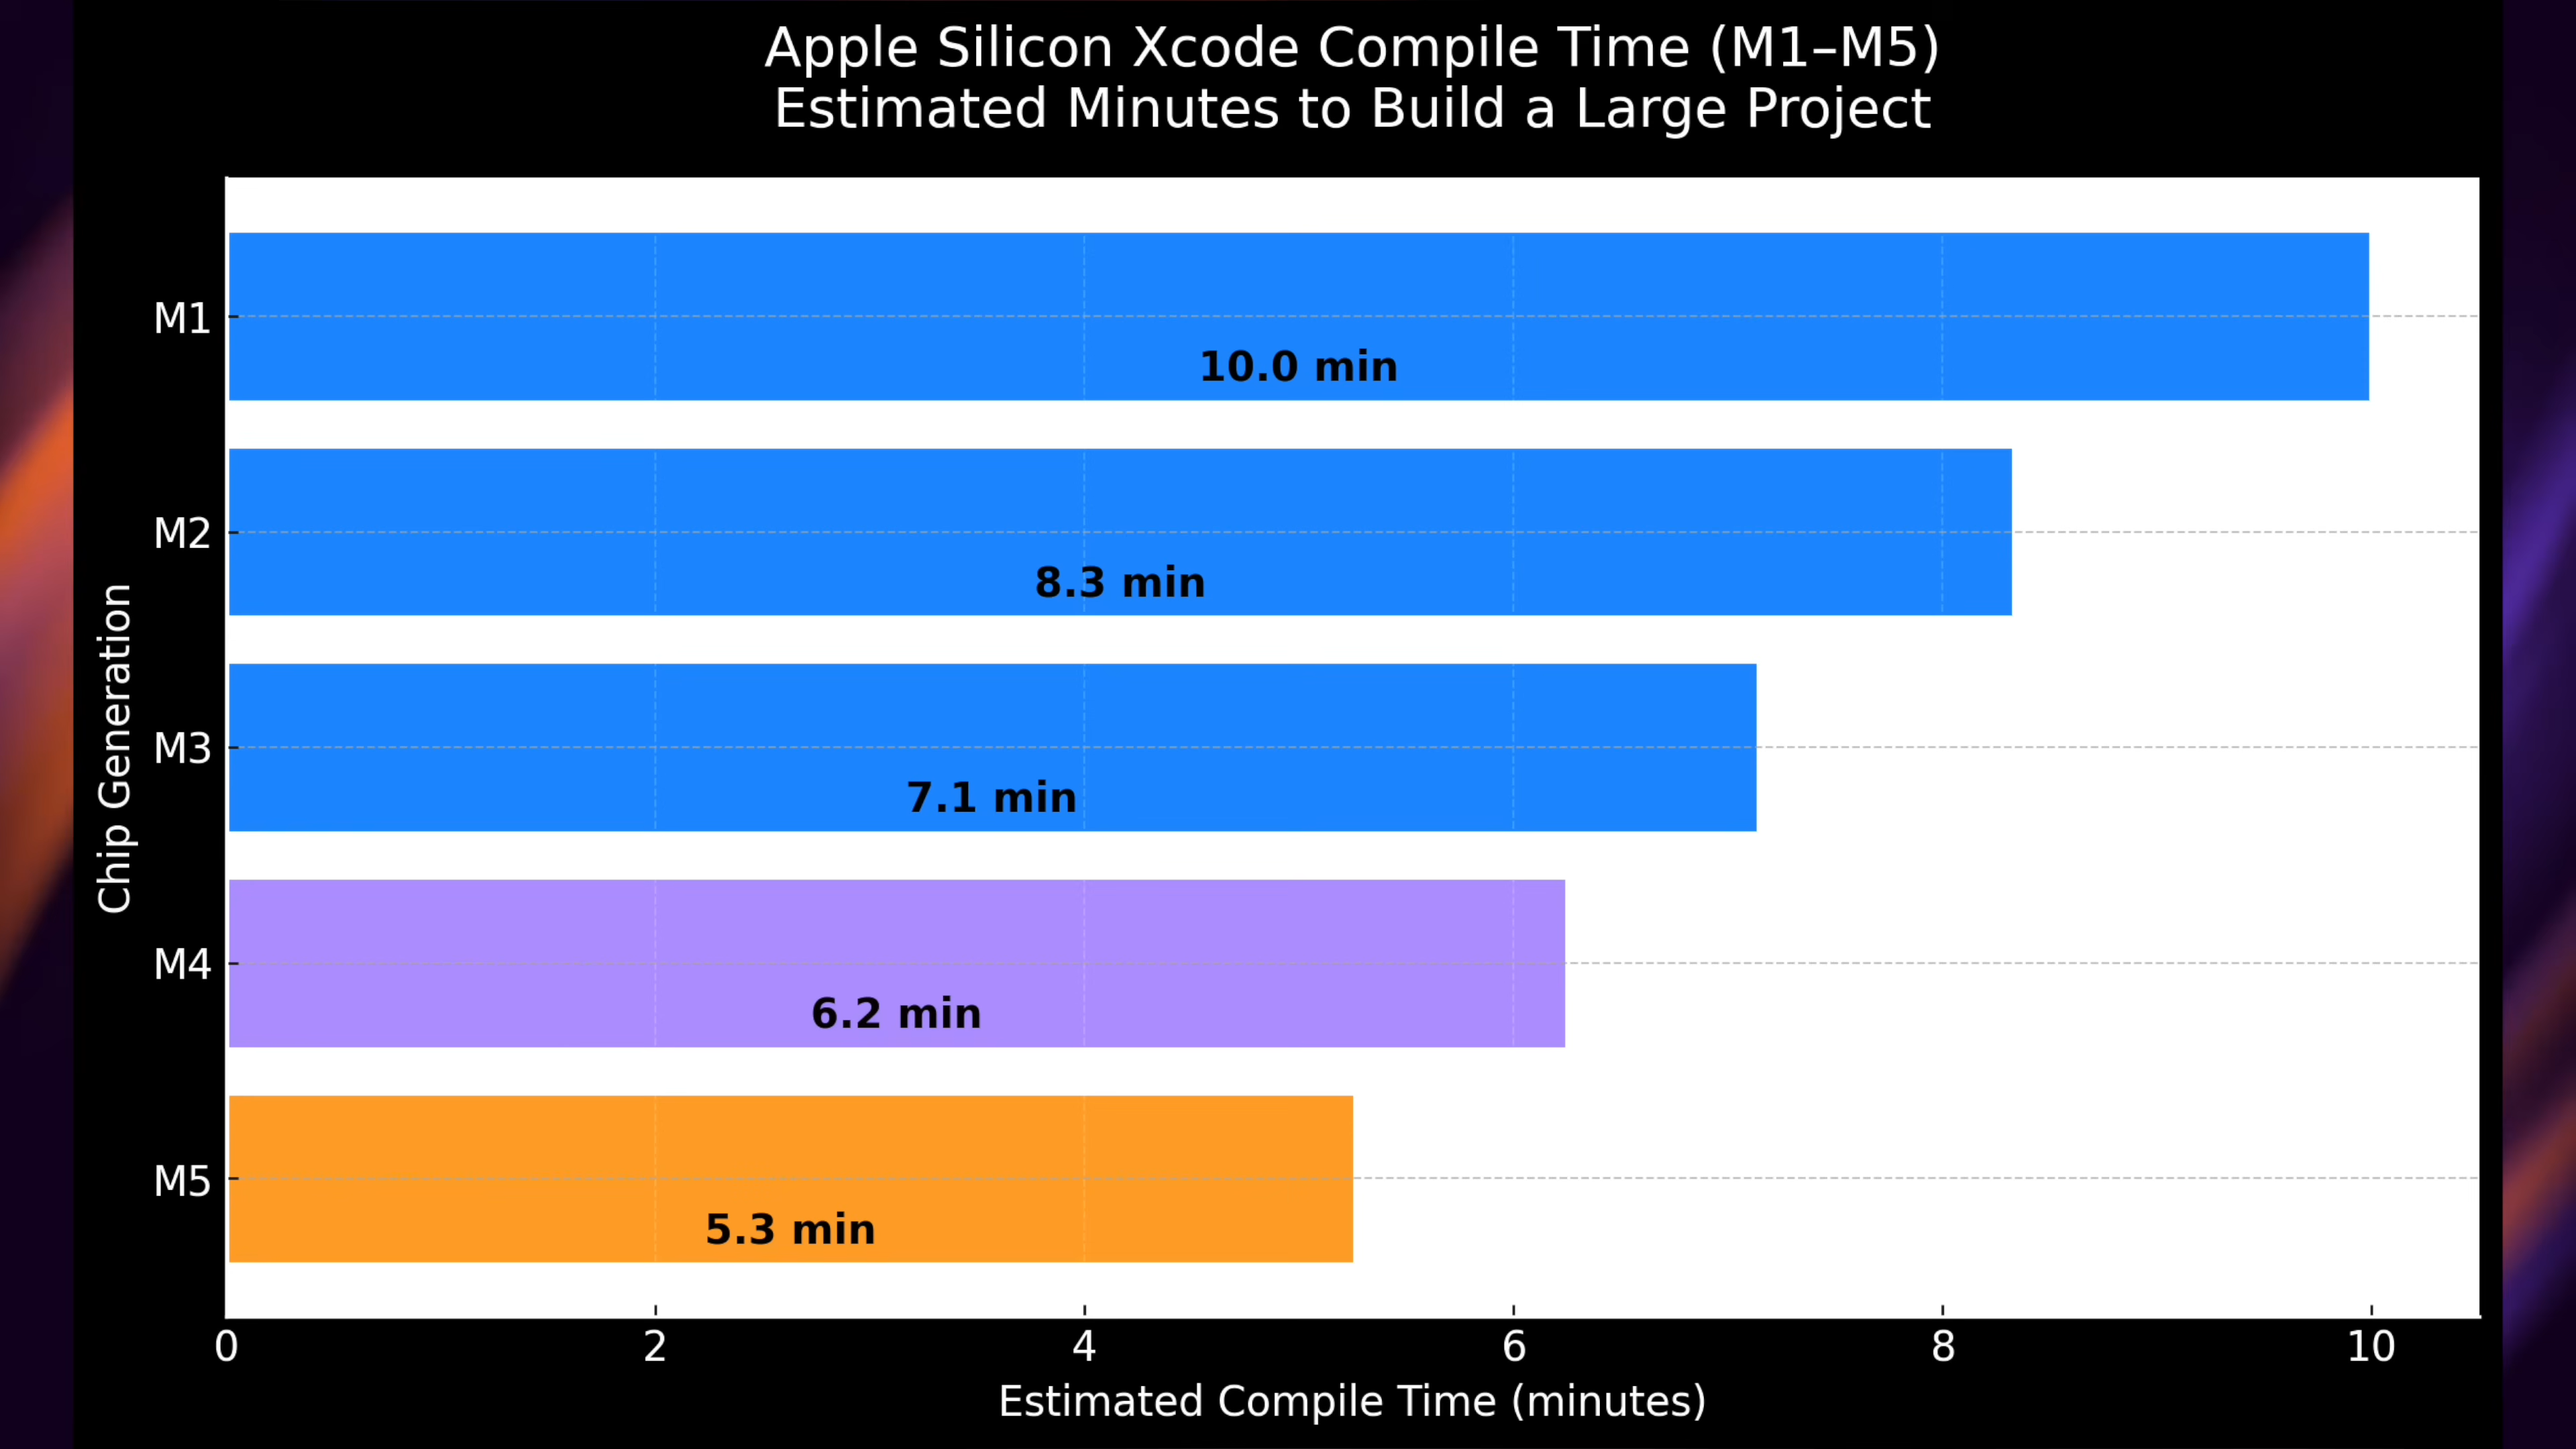 Apple Silicon Xcode Compile Time (M1–M5)
Estimated Minutes to Build a Large Project
Chip Generation
M1
10.0 min
M2
8.3 min
M3
7.1 min
M4
6.2 min
M5
5.3 min
0 2 4 6 8 10
Estimated Compile Time (minutes)